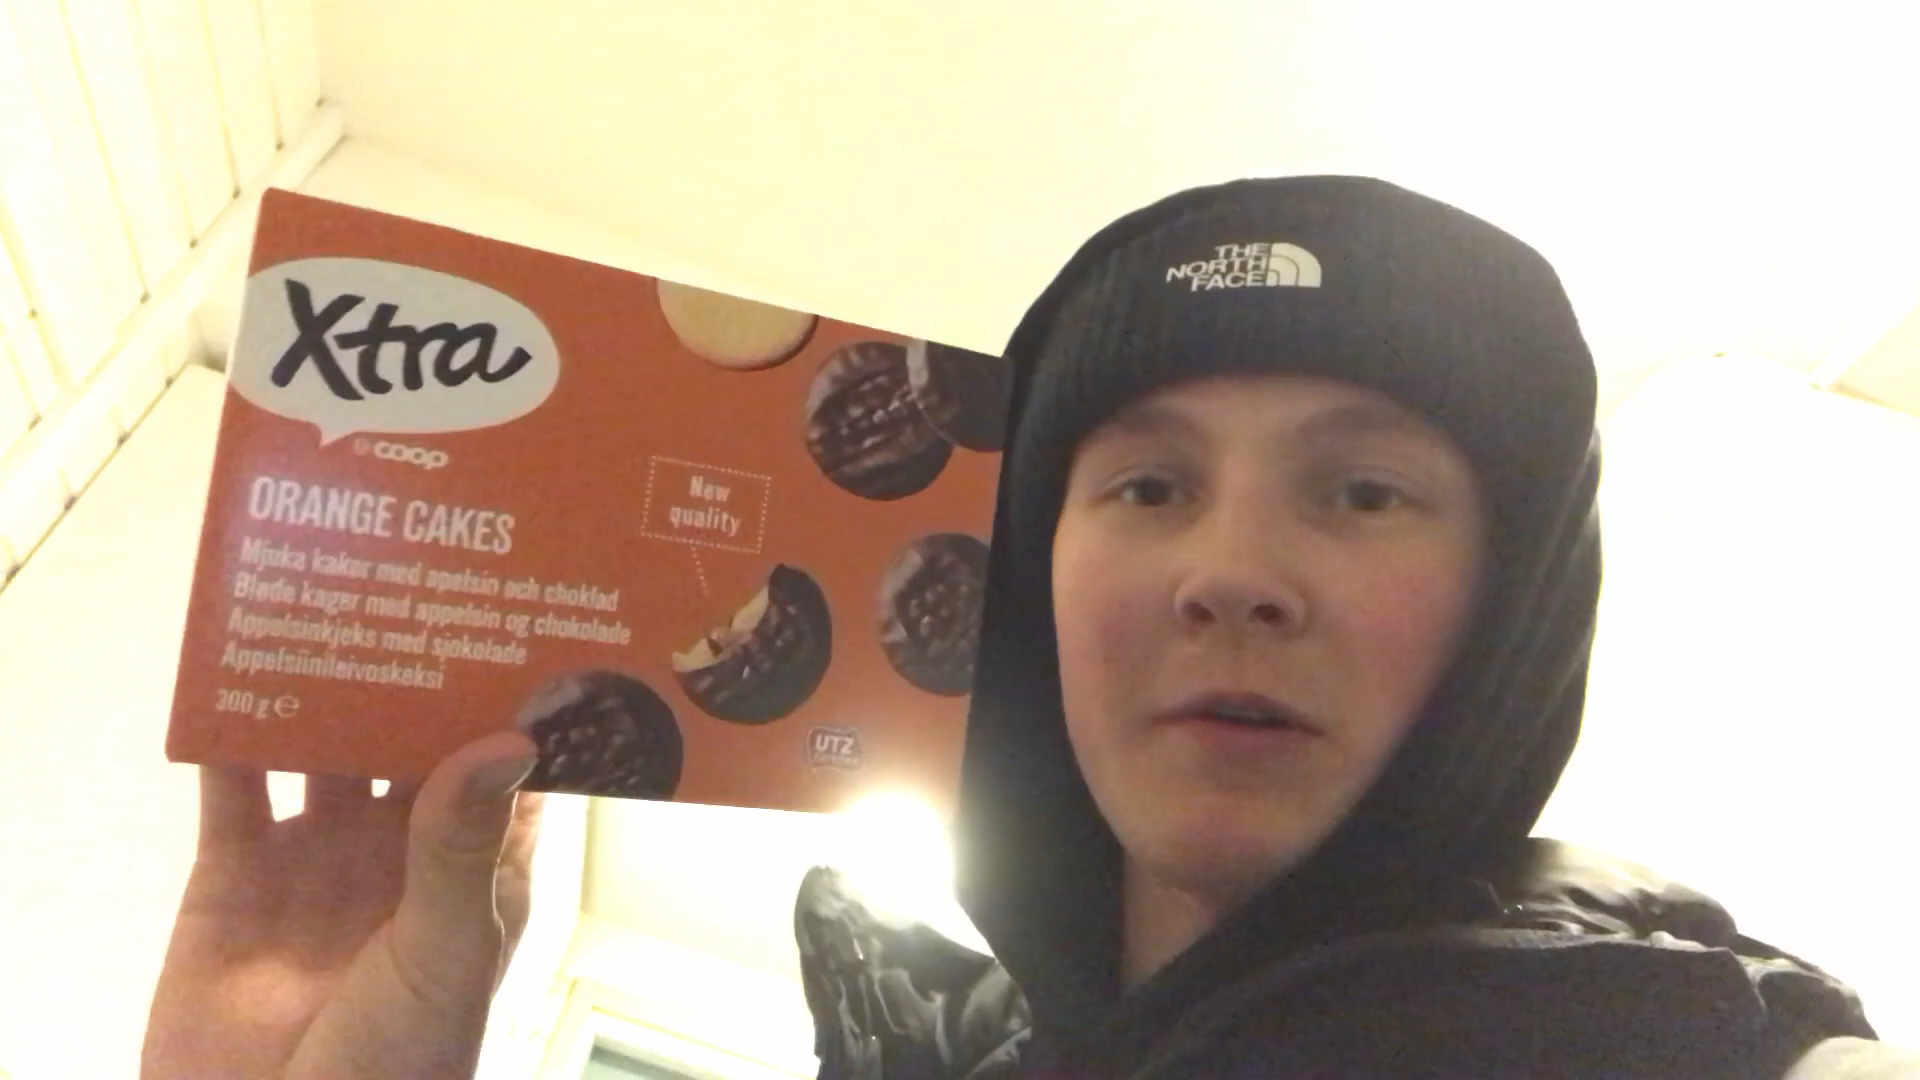 Xtra
coop
ORANGE CAKES
Mjuka kakor med apelsin och choklad
Bløde kager med appelsin og chokolade
Appelsinkjeks med sjokolade
Appelsiinileivoskeksi
300 g ℮
New
quality
UTZ
Certified
THE
NORTH
FACE